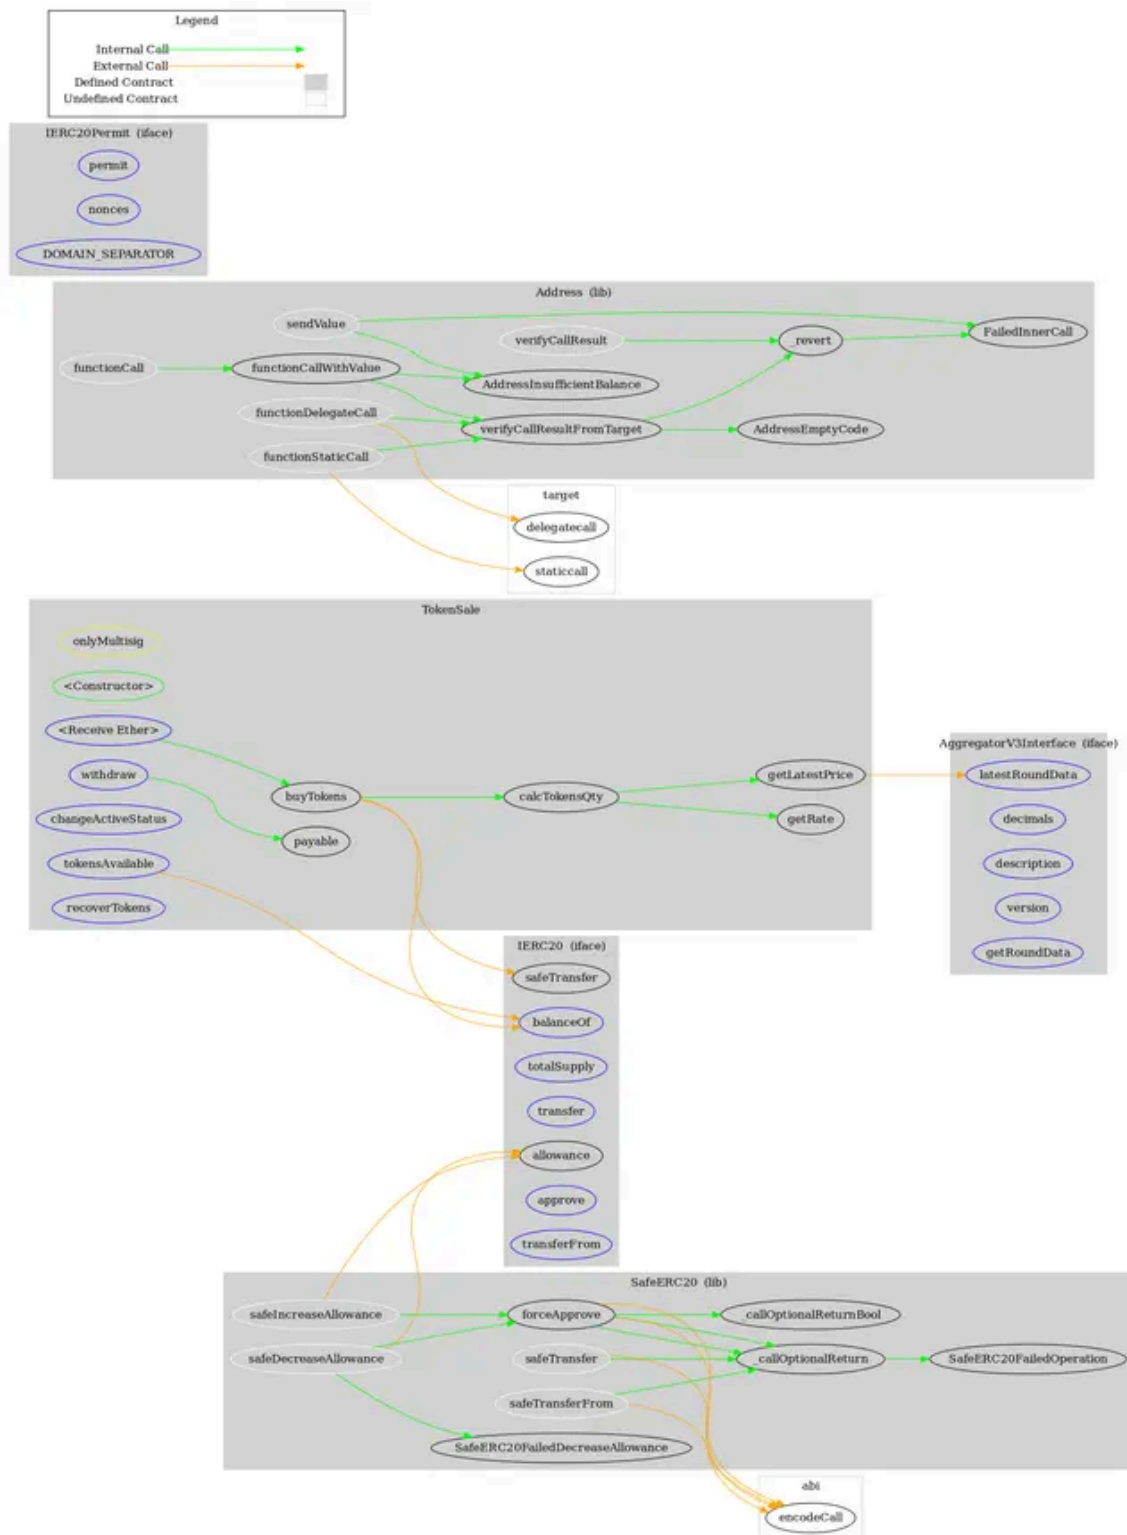 Legend
Internal Call
External Call
Defined Contract
Undefined Contract
IERC20Permit (iface)
permit
nonces
DOMAIN_SEPARATOR
Address (lib)
sendValue
verifyCallResult
_revert
FailedInnerCall
functionCall
functionCallWithValue
AddressInsufficientBalance
functionDelegateCall
verifyCallResultFromTarget
AddressEmptyCode
functionStaticCall
target
delegatecall
staticcall
TokenSale
onlyMultisig
<Constructor>
<Receive Ether>
withdraw
buyTokens
calcTokensQty
getLatestPrice
changeActiveStatus
payable
getRate
tokensAvailable
recoverTokens
AggregatorV3Interface (iface)
latestRoundData
decimals
description
version
getRoundData
IERC20 (iface)
safeTransfer
balanceOf
totalSupply
transfer
allowance
approve
transferFrom
SafeERC20 (lib)
safeIncreaseAllowance
forceApprove
_callOptionalReturnBool
safeDecreaseAllowance
safeTransfer
_callOptionalReturn
SafeERC20FailedOperation
safeTransferFrom
SafeERC20FailedDecreaseAllowance
abi
encodeCall